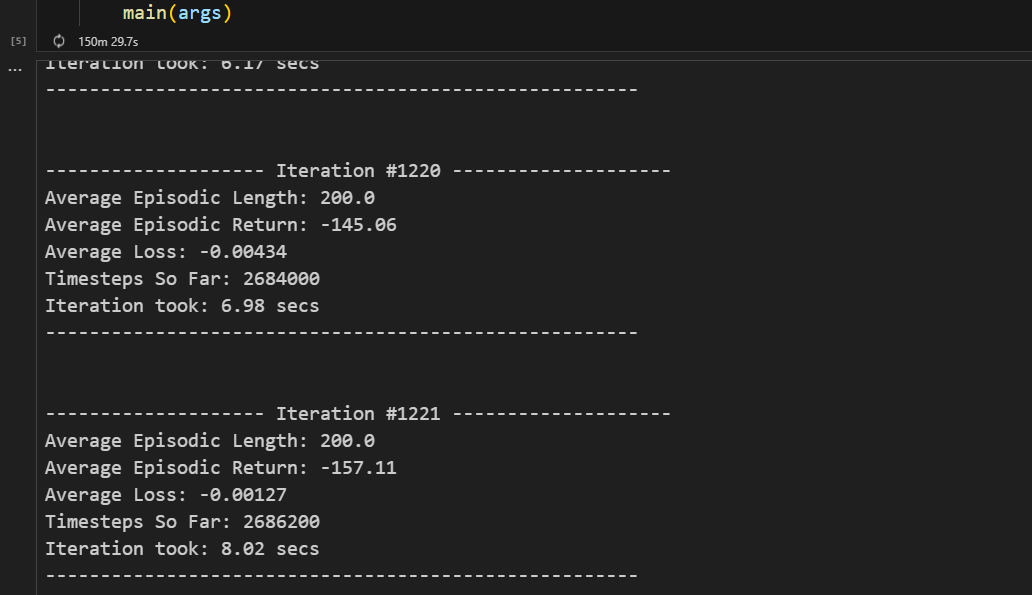 main(args)
[5]
150m 29.7s
...
Iteration took: 6.17 secs
------------------------------------------------------
-------------------- Iteration #1220 --------------------
Average Episodic Length: 200.0
Average Episodic Return: -145.06
Average Loss: -0.00434
Timesteps So Far: 2684000
Iteration took: 6.98 secs
------------------------------------------------------
-------------------- Iteration #1221 --------------------
Average Episodic Length: 200.0
Average Episodic Return: -157.11
Average Loss: -0.00127
Timesteps So Far: 2686200
Iteration took: 8.02 secs
------------------------------------------------------